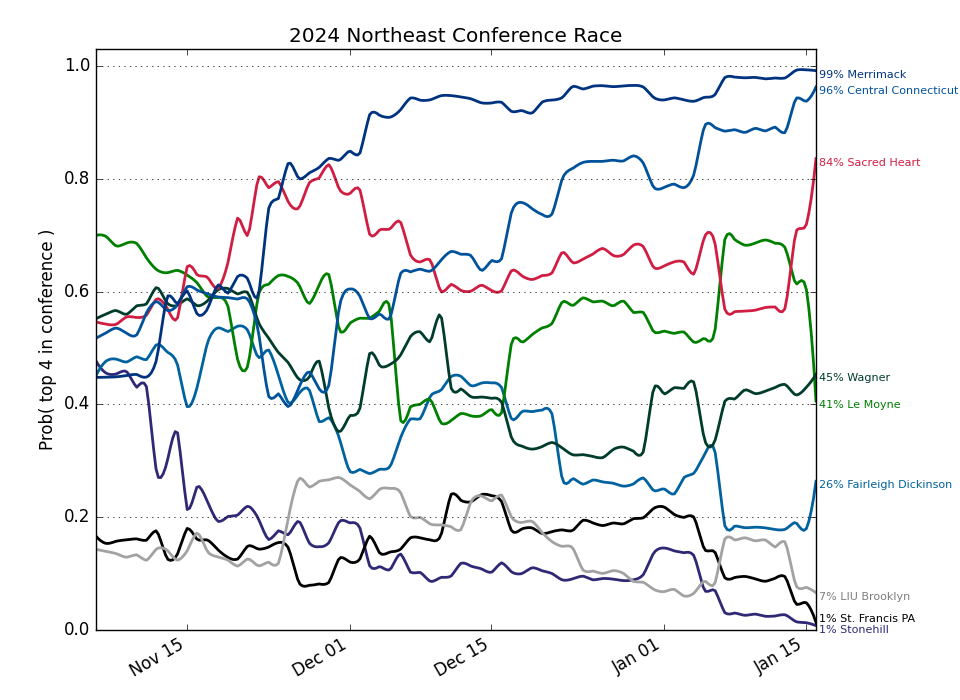 2024 Northeast Conference Race
Prob( top 4 in conference )
1.0
0.8
0.6
0.4
0.2
0.0
Nov 15
Dec 01
Dec 15
Jan 01
Jan 15
99% Merrimack
96% Central Connecticut
84% Sacred Heart
45% Wagner
41% Le Moyne
26% Fairleigh Dickinson
7% LIU Brooklyn
1% St. Francis PA
1% Stonehill